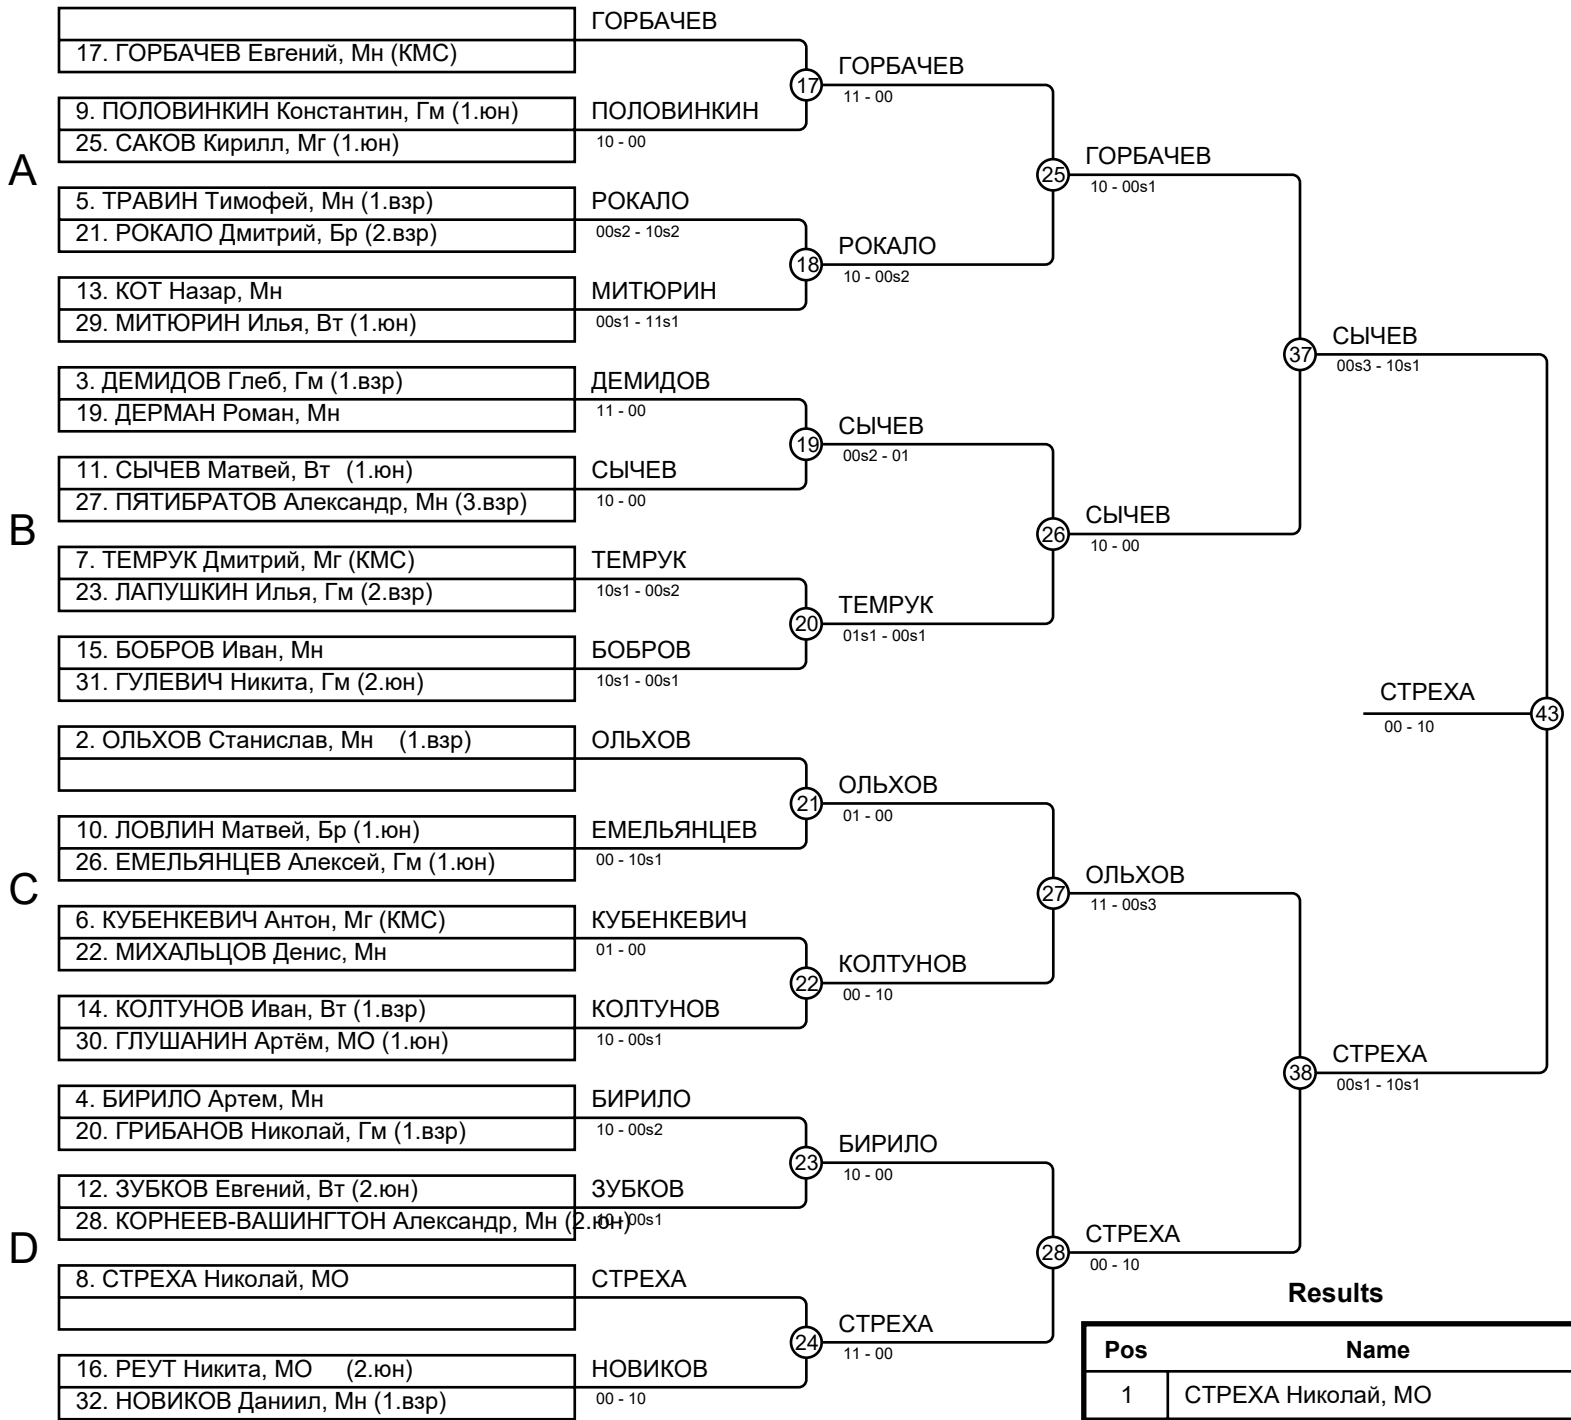 ГОРБАЧЕВ
17. ГОРБАЧЕВ Евгений, Мн (КМС)
17
ГОРБАЧЕВ
11 - 00
9. ПОЛОВИНКИН Константин, Гм (1.юн)
ПОЛОВИНКИН
25. САКОВ Кирилл, Мг (1.юн)
10 - 00
A
25
ГОРБАЧЕВ
10 - 00s1
5. ТРАВИН Тимофей, Мн (1.взр)
РОКАЛО
21. РОКАЛО Дмитрий, Бр (2.взр)
00s2 - 10s2
18
РОКАЛО
10 - 00s2
13. КОТ Назар, Мн
МИТЮРИН
29. МИТЮРИН Илья, Вт (1.юн)
00s1 - 11s1
37
СЫЧЕВ
00s3 - 10s1
3. ДЕМИДОВ Глеб, Гм (1.взр)
ДЕМИДОВ
19. ДЕРМАН Роман, Мн
11 - 00
19
СЫЧЕВ
00s2 - 01
11. СЫЧЕВ Матвей, Вт (1.юн)
СЫЧЕВ
27. ПЯТИБРАТОВ Александр, Мн (3.взр)
10 - 00
B
26
СЫЧЕВ
10 - 00
7. ТЕМРУК Дмитрий, Мг (КМС)
ТЕМРУК
23. ЛАПУШКИН Илья, Гм (2.взр)
10s1 - 00s2
20
ТЕМРУК
01s1 - 00s1
15. БОБРОВ Иван, Мн
БОБРОВ
31. ГУЛЕВИЧ Никита, Гм (2.юн)
10s1 - 00s1
СТРЕХА
43
00 - 10
2. ОЛЬХОВ Станислав, Мн (1.взр)
ОЛЬХОВ
21
ОЛЬХОВ
01 - 00
10. ЛОВЛИН Матвей, Бр (1.юн)
ЕМЕЛЬЯНЦЕВ
26. ЕМЕЛЬЯНЦЕВ Алексей, Гм (1.юн)
00 - 10s1
C
27
ОЛЬХОВ
11 - 00s3
6. КУБЕНКЕВИЧ Антон, Мг (КМС)
КУБЕНКЕВИЧ
22. МИХАЛЬЦОВ Денис, Мн
01 - 00
22
КОЛТУНОВ
00 - 10
14. КОЛТУНОВ Иван, Вт (1.взр)
КОЛТУНОВ
30. ГЛУШАНИН Артём, МО (1.юн)
10 - 00s1
38
СТРЕХА
00s1 - 10s1
4. БИРИЛО Артем, Мн
БИРИЛО
20. ГРИБАНОВ Николай, Гм (1.взр)
10 - 00s2
23
БИРИЛО
10 - 00
12. ЗУБКОВ Евгений, Вт (2.юн)
ЗУБКОВ
28. КОРНЕЕВ-ВАШИНГТОН Александр, Мн (2.юн)
10 - 00s1
D
28
СТРЕХА
00 - 10
8. СТРЕХА Николай, МО
СТРЕХА
24
СТРЕХА
11 - 00
16. РЕУТ Никита, МО (2.юн)
НОВИКОВ
32. НОВИКОВ Даниил, Мн (1.взр)
00 - 10
Results
Pos Name
1 СТРЕХА Николай, МО